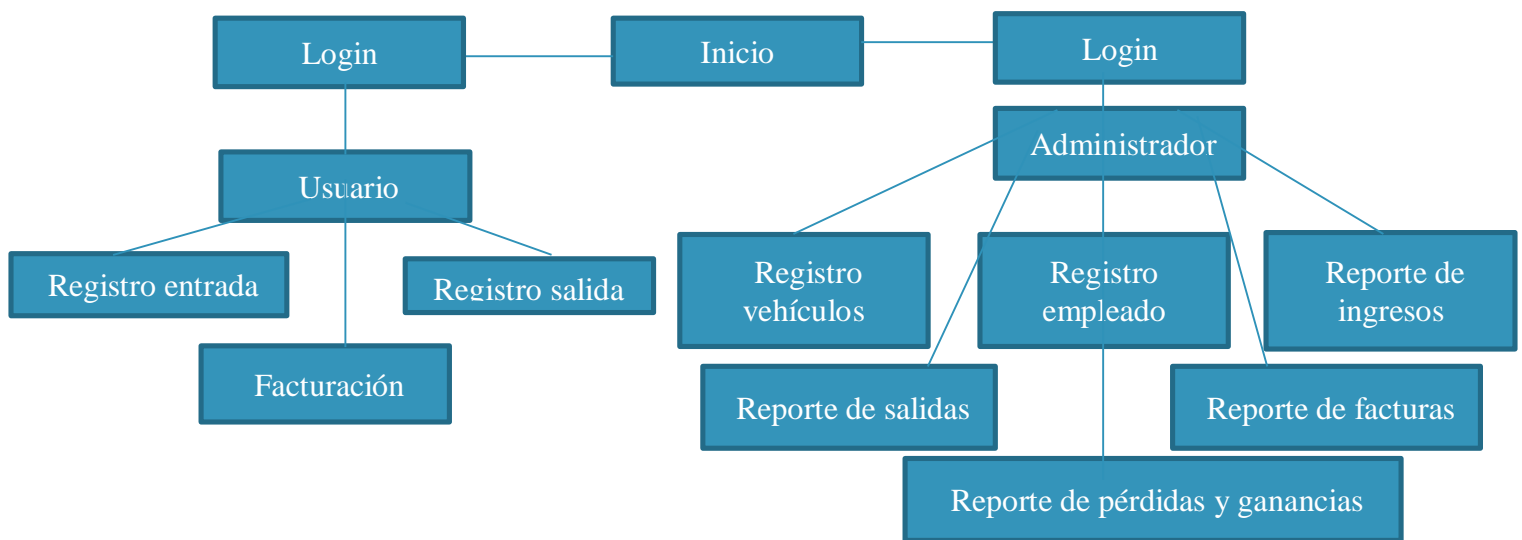 Login
Inicio
Login
Administrador
Usuario
Registro entrada
Registro salida
Registro
vehículos
Registro
empleado
Reporte de
ingresos
Facturación
Reporte de salidas
Reporte de facturas
Reporte de pérdidas y ganancias